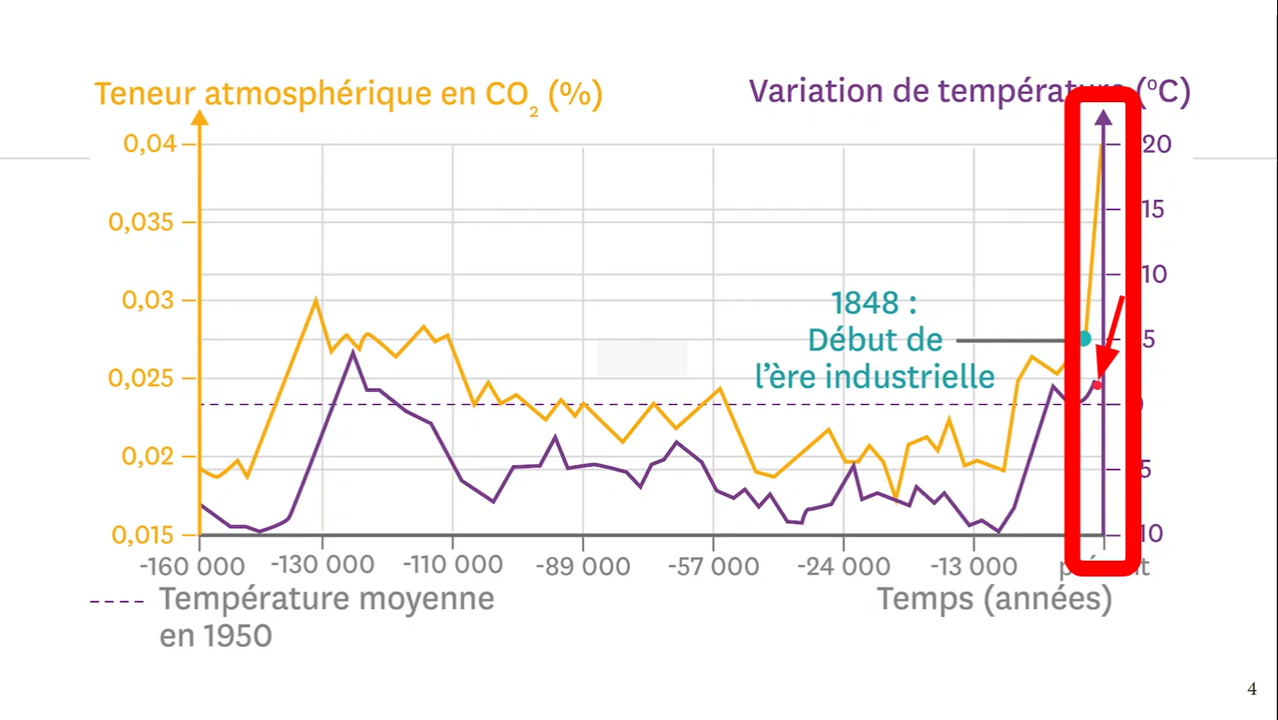 Teneur atmosphérique en CO₂ (%)
Variation de température (°C)
0,04
0,035
0,03
0,025
0,02
0,015
20
15
10
5
0
5
10
1848 :
Début de
l'ère industrielle
-160 000 -130 000 -110 000 -89 000 -57 000 -24 000 -13 000
Temps (années)
Température moyenne
en 1950
4